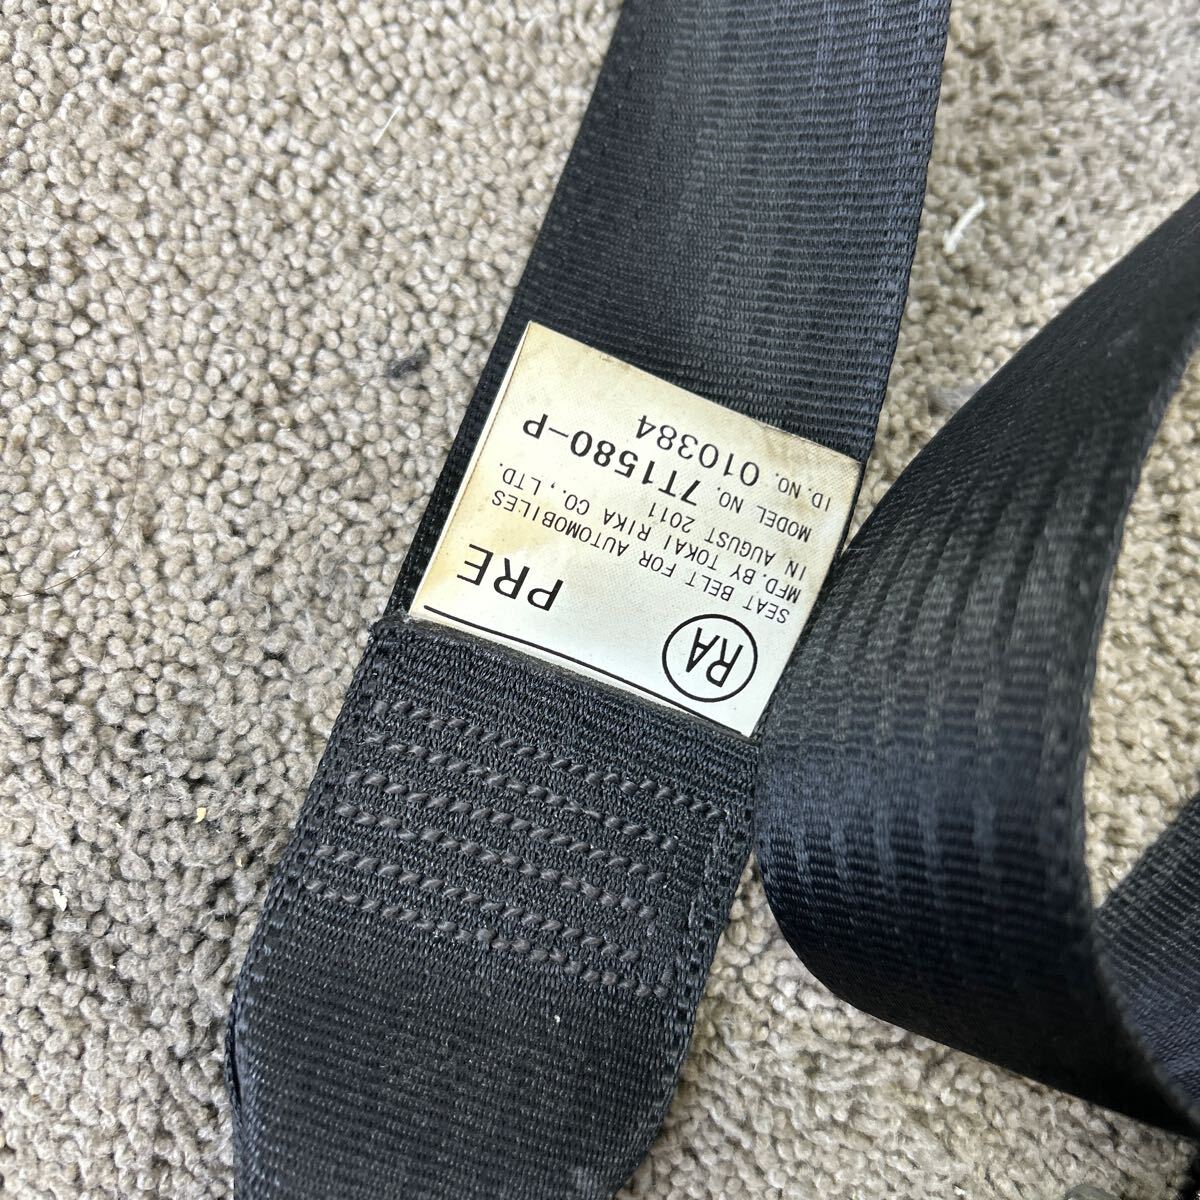 RA PRE
SEAT BELT FOR AUTOMOBILES
MFD. BY TOKAI RIKA CO., LTD.
IN AUGUST 2011
MODEL NO. 7T1580-P
ID. NO. 010384